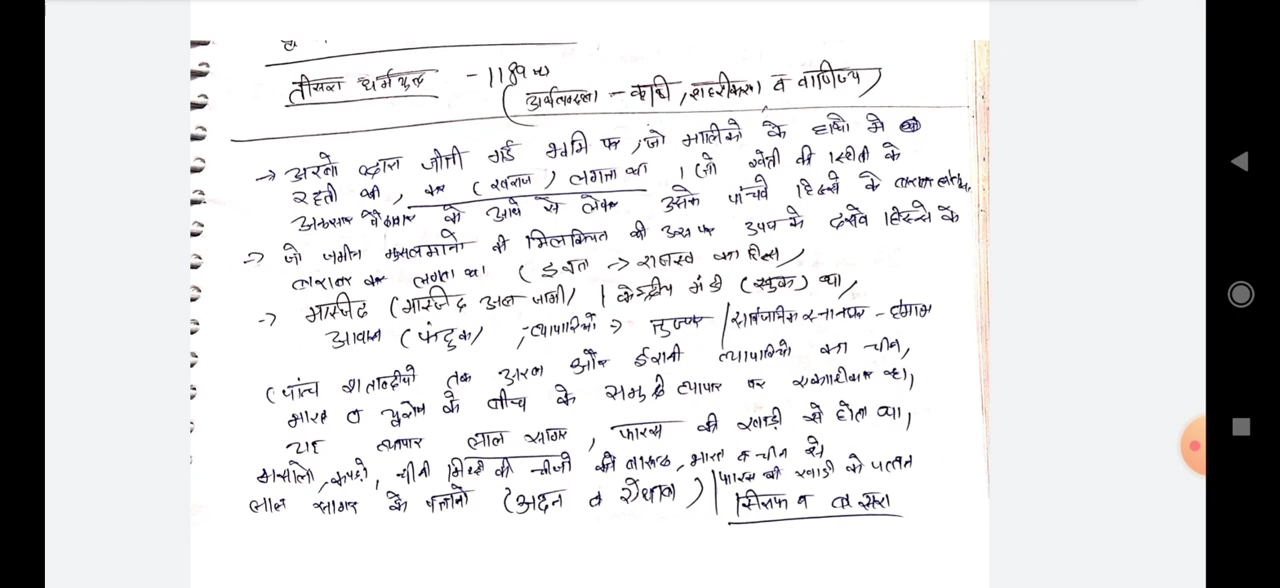 तीसरा धर्मयुद्ध - 1189 
(अर्थव्यवस्था - कृषि, शहरीकरण व वाणिज्य)
→ अरबो द्वारा जीती गई भूमि पर, जो मालीको के हाथो मे
रहती थी, कर (खराज) लगता था । (जो खेती की स्थिती के
अनुसार पैदावार के आधे से लेकर उसके पांचवे हिस्से के बराबर
→ जो जमीन मुसलमानो की मिलकियत थी उस पर उपज के दसवे हिस्से के
बराबर कर लगता था (इक्ता → राजस्व का हिस्सा
→ मस्जिद (मस्जिद अल जामी) | केन्द्रीय मंडी (सुक) था,
आवास (फंदुक) , व्यापारियो → तुज्जर | सार्वजनिक स्नानघर - हमाम
(पांच शताब्दीयो तक अरब और ईरानी व्यापारियो का चीन,
भारत व यूरोप के बीच के समुद्री व्यापार पर एकाधिकार था।
यह व्यापार लाल सागर, फारस की खाड़ी से होता था,
मसालो, कपड़ो, चीनी मिट्टी की चीजो की बारूद, भारत व चीन से
लाल सागर के पत्तनो (अदन व ऐधाब) | फारस की खाड़ी के पत्तन
सिराफ व बसरा